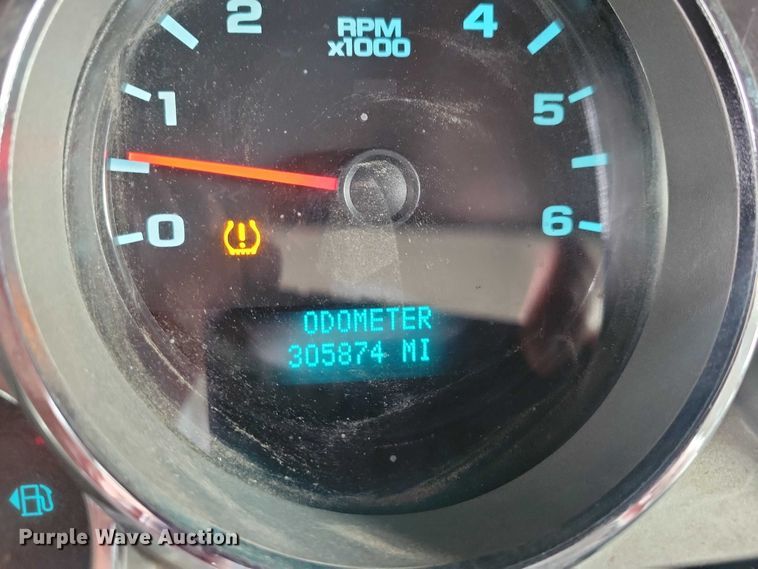 2
RPM
x1000
4
1
5
0
6
ODOMETER
305874 MI
Purple Wave Auction